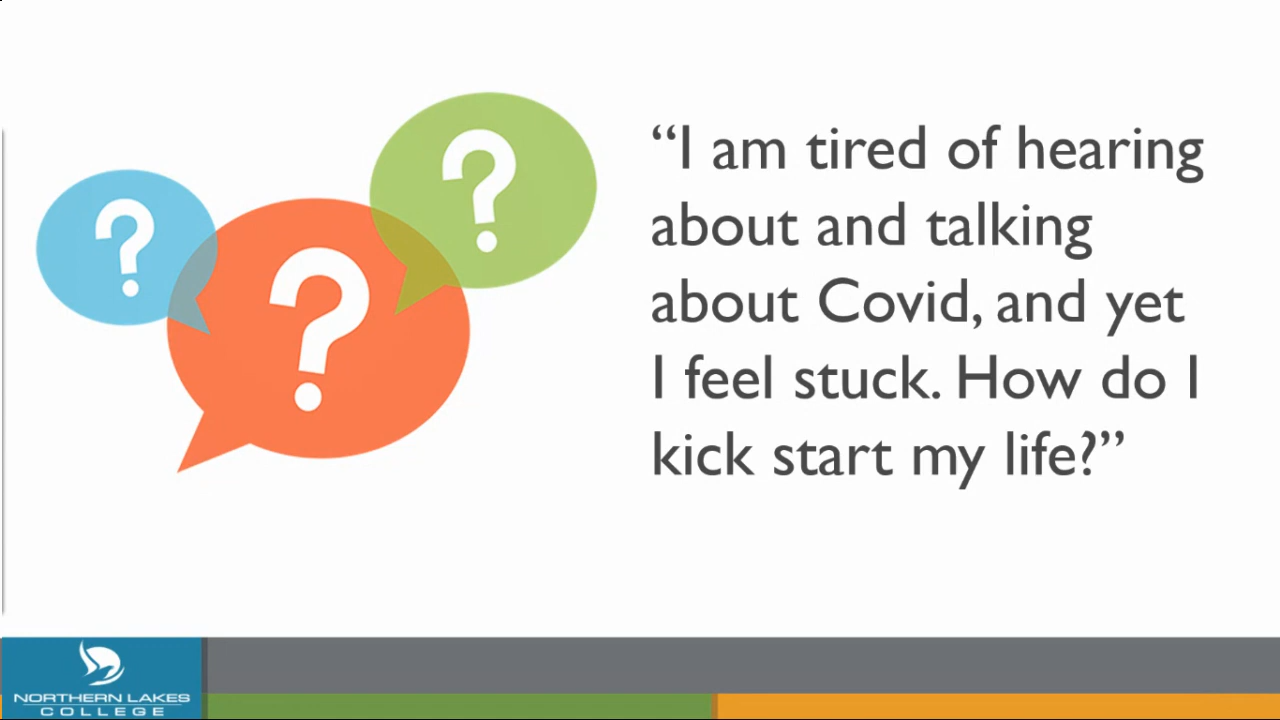 ?
?
?
“I am tired of hearing
about and talking
about Covid, and yet
I feel stuck. How do I
kick start my life?”
NORTHERN LAKES
COLLEGE